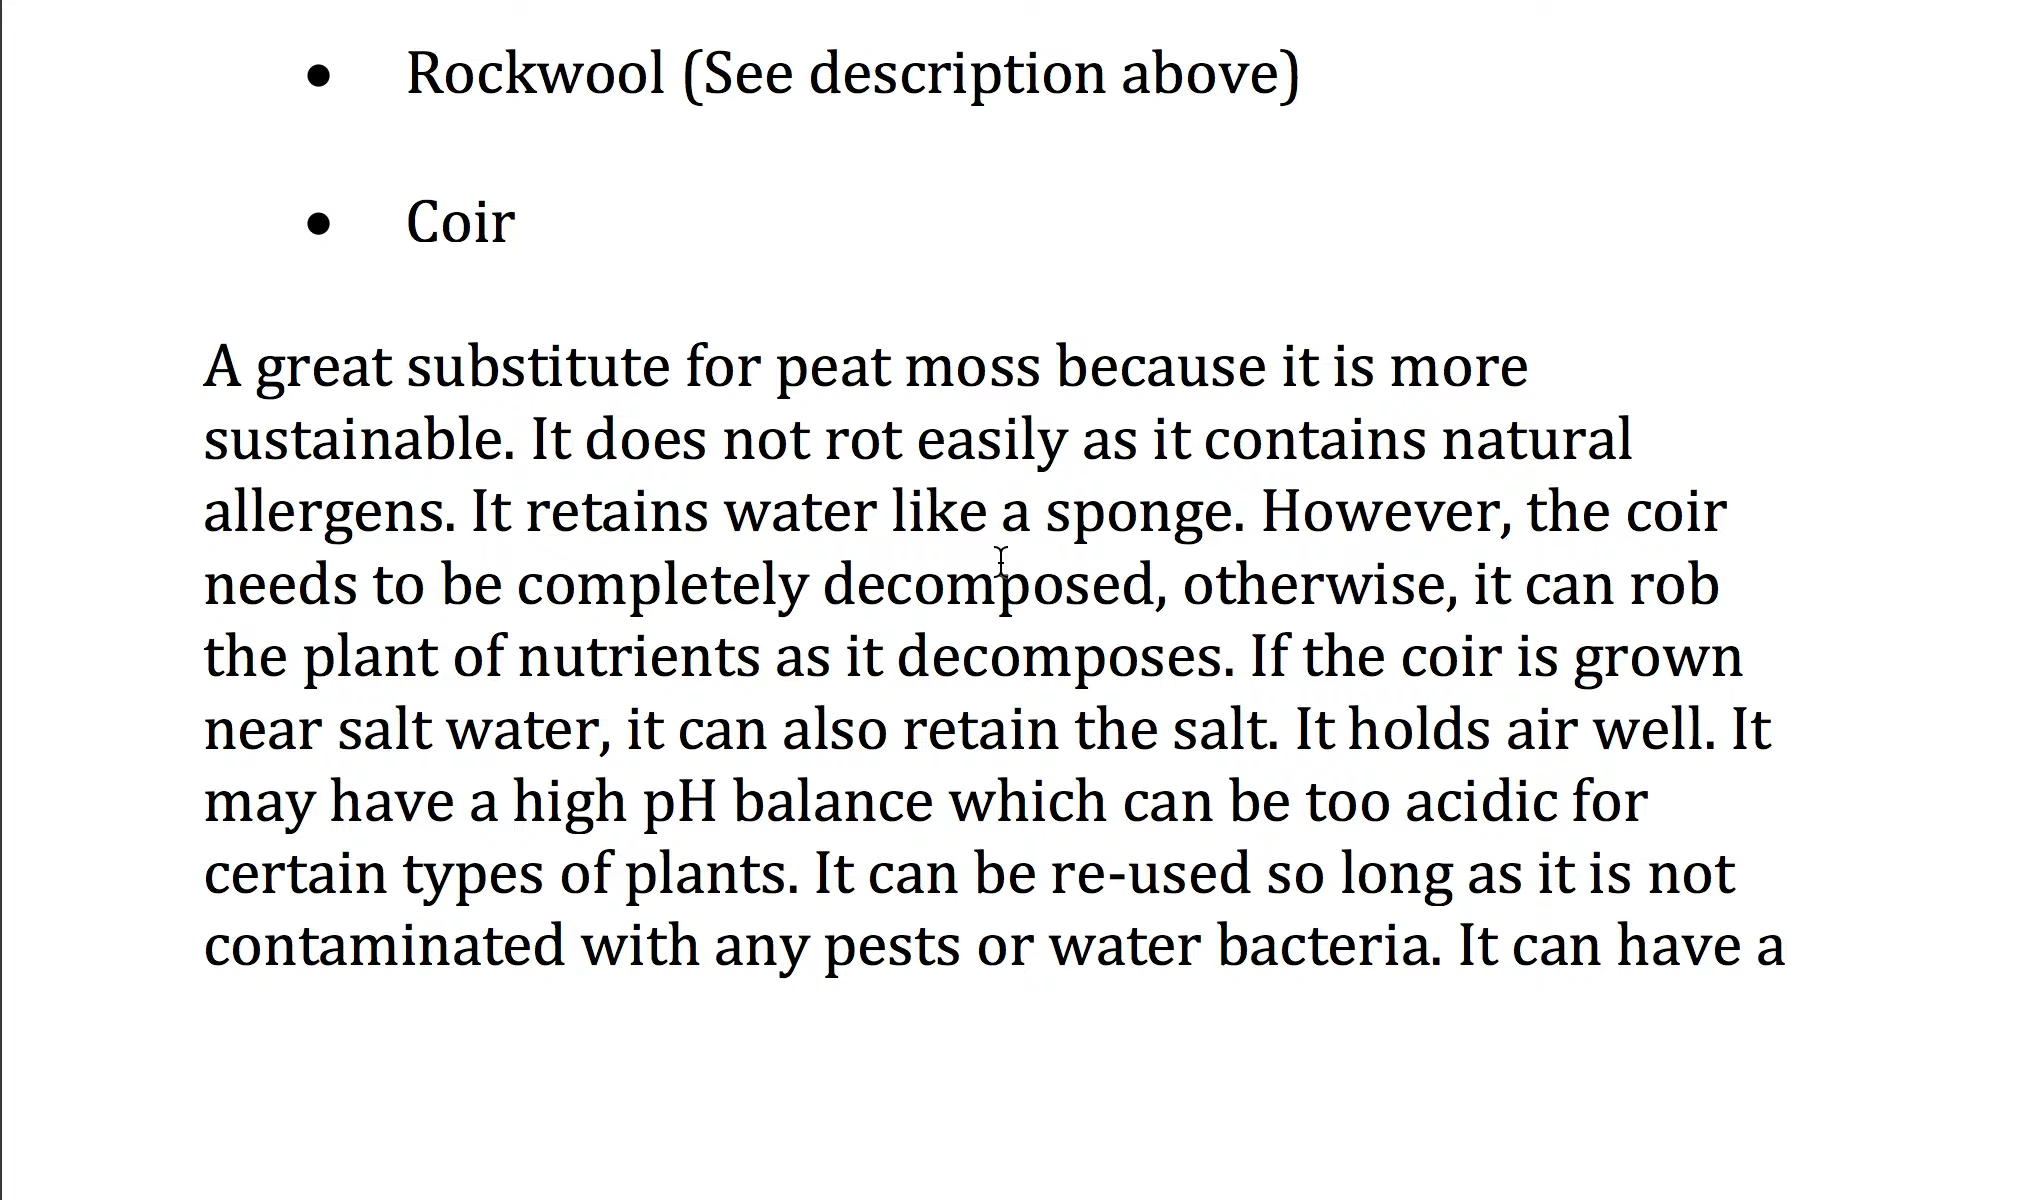 • Rockwool (See description above)
• Coir
A great substitute for peat moss because it is more
sustainable. It does not rot easily as it contains natural
allergens. It retains water like a sponge. However, the coir
needs to be completely decomposed, otherwise, it can rob
the plant of nutrients as it decomposes. If the coir is grown
near salt water, it can also retain the salt. It holds air well. It
may have a high pH balance which can be too acidic for
certain types of plants. It can be re-used so long as it is not
contaminated with any pests or water bacteria. It can have a